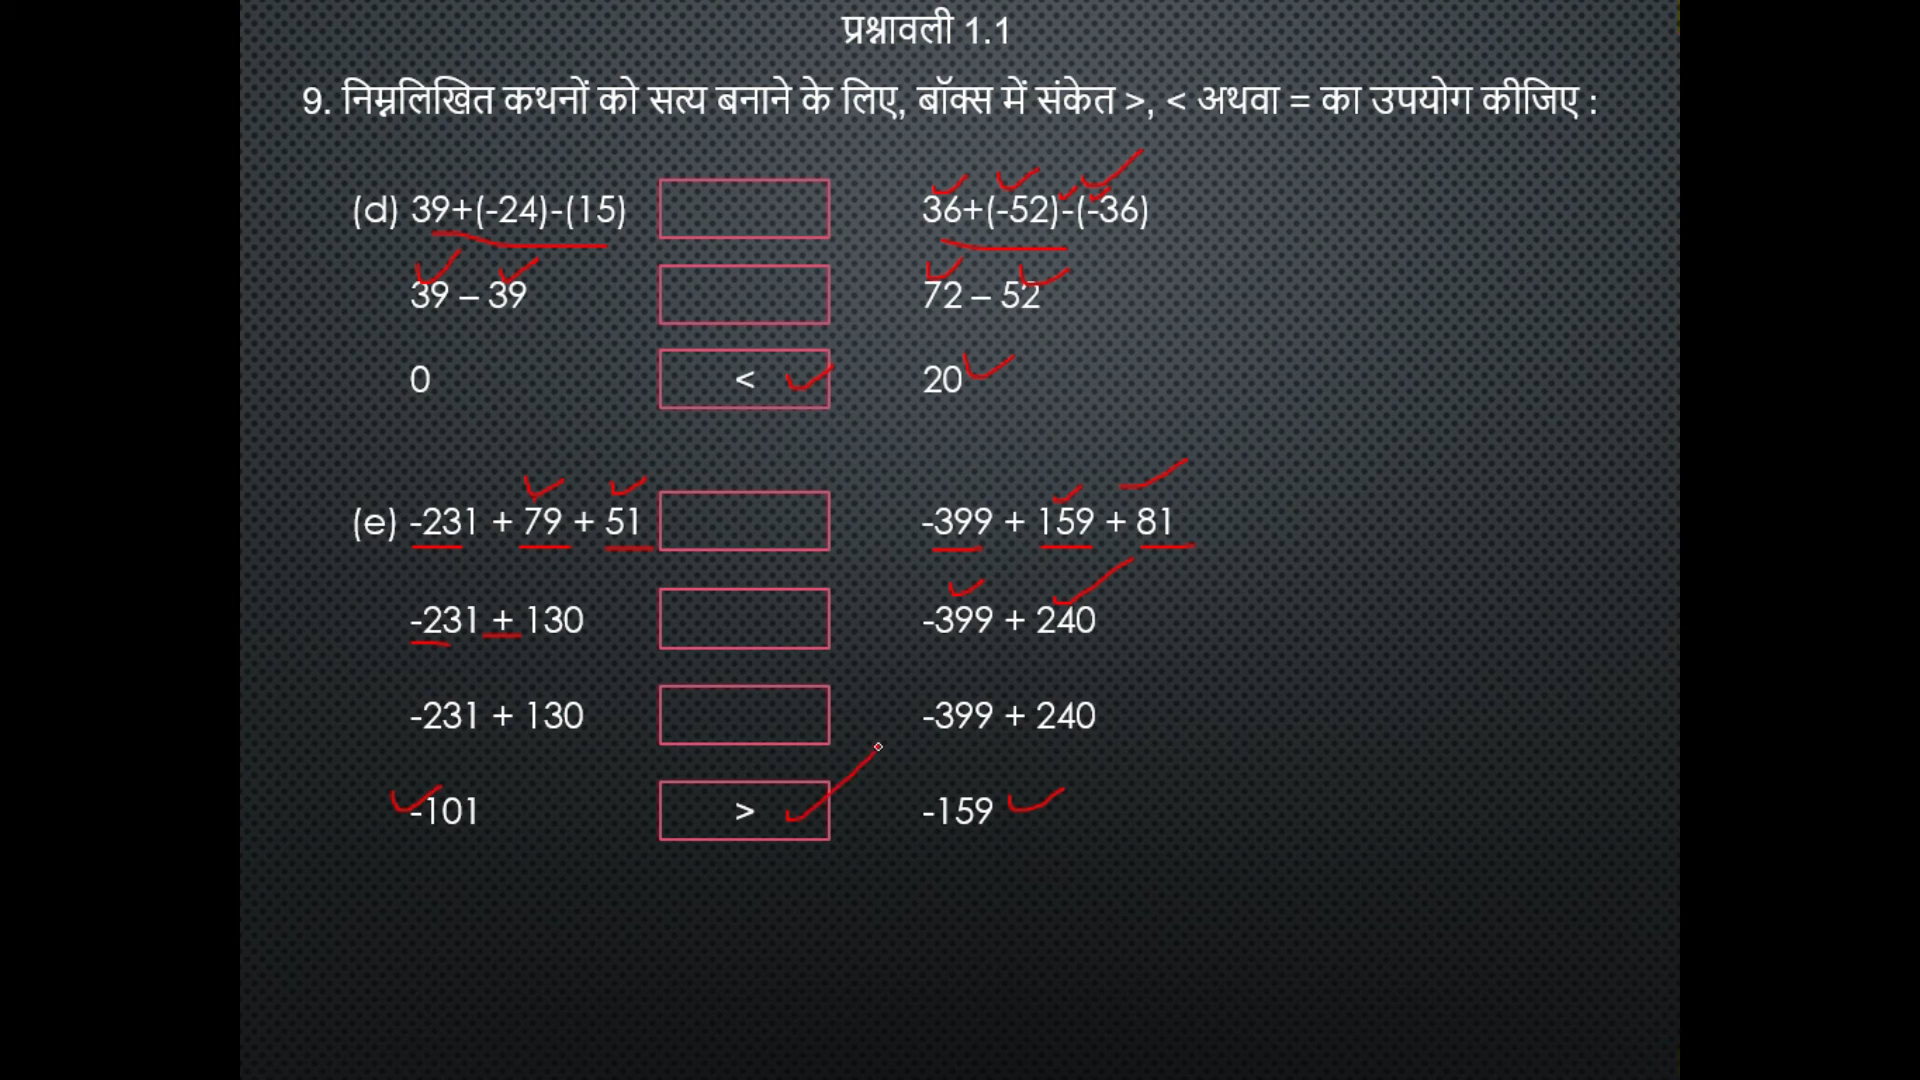 प्रश्नावली 1.1
9. निम्नलिखित कथनों को सत्य बनाने के लिए, बॉक्स में संकेत >, < अथवा = का उपयोग कीजिए :
(d) 39+(-24)-(15) 36+(-52)-(-36)
39 – 39 72 – 52
0 < 20
(e) -231 + 79 + 51 -399 + 159 + 81
-231 + 130 -399 + 240
-231 + 130 -399 + 240
-101 > -159